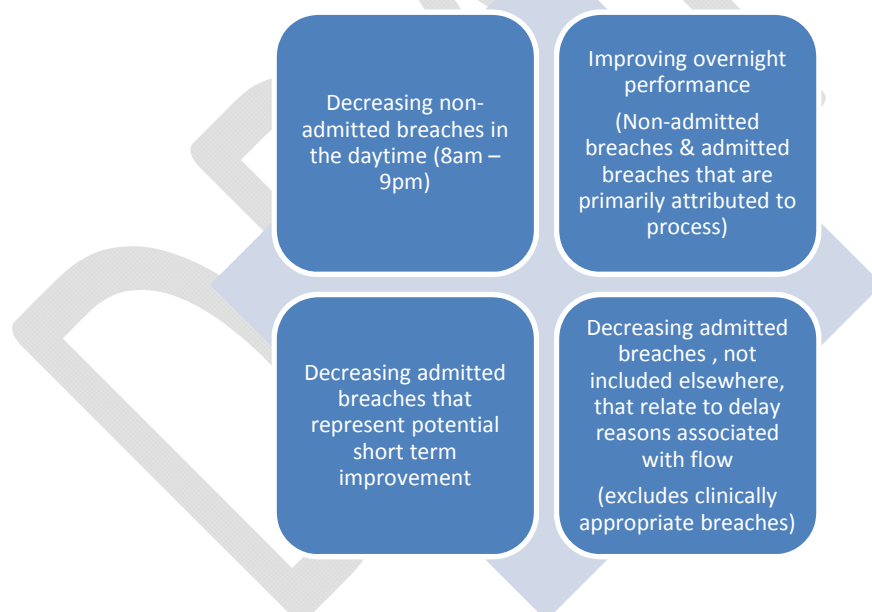 Decreasing non-
admitted breaches in
the daytime (8am –
9pm)
Improving overnight
performance
(Non-admitted
breaches & admitted
breaches that are
primarily attributed to
process)
Decreasing admitted
breaches that
represent potential
short term
improvement
Decreasing admitted
breaches , not
included elsewhere,
that relate to delay
reasons associated
with flow
(excludes clinically
appropriate breaches)